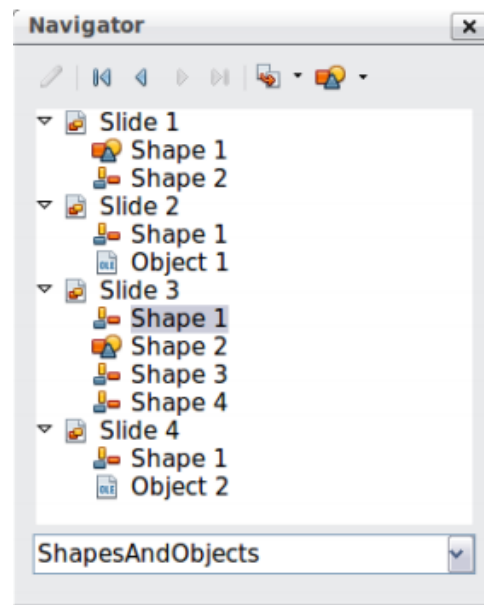 Navigator
Slide 1
Shape 1
Shape 2
Slide 2
Shape 1
Object 1
Slide 3
Shape 1
Shape 2
Shape 3
Shape 4
Slide 4
Shape 1
Object 2
ShapesAndObjects